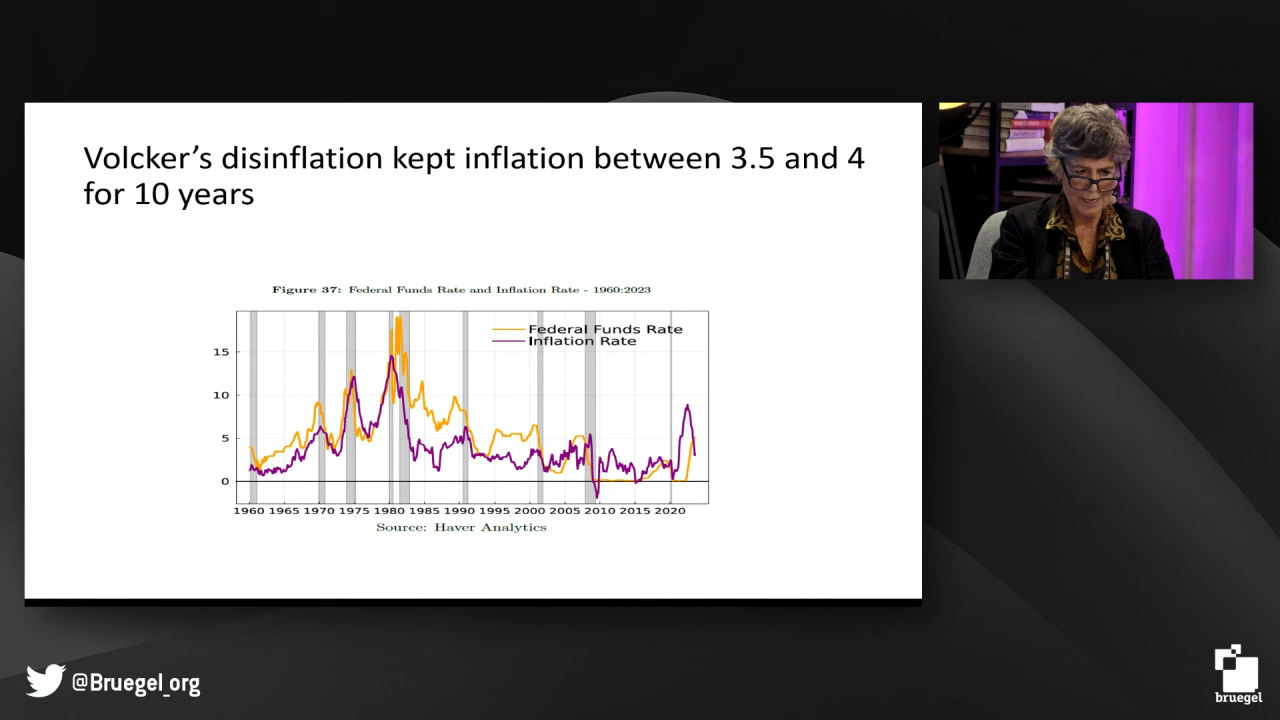 Volcker’s disinflation kept inflation between 3.5 and 4
for 10 years
Figure 37: Federal Funds Rate and Inflation Rate - 1960:2023
Federal Funds Rate
Inflation Rate
15
10
5
0
1960 1965 1970 1975 1980 1985 1990 1995 2000 2005 2010 2015 2020
Source: Haver Analytics
@Bruegel_org
bruegel